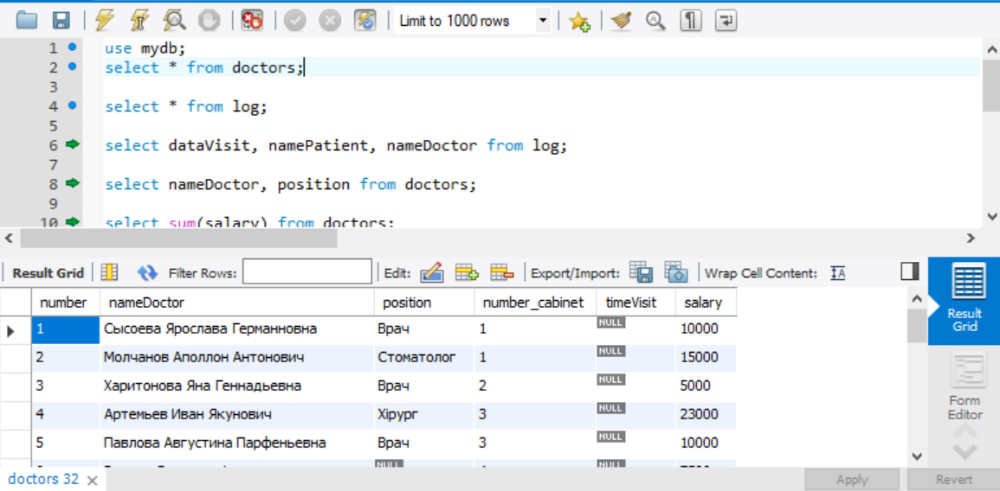 Limit to 1000 rows
1 use mydb;
2 select * from doctors;
3
4 select * from log;
5
6 select dataVisit, namePatient, nameDoctor from log;
7
8 select nameDoctor, position from doctors;
9
10 select sum(salary) from doctors;
Result Grid Filter Rows: Edit: Export/Import: Wrap Cell Content: IA
number nameDoctor position number_cabinet timeVisit salary
1 Сысоева Ярослава Германновна Врач 1 NULL 10000
2 Молчанов Аполлон Антонович Стоматолог 1 NULL 15000
3 Харитонова Яна Геннадьевна Врач 2 NULL 5000
4 Артемьев Иван Якунович Хірург 3 NULL 23000
5 Павлова Августина Парфеньевна Врач 3 NULL 10000
NULL NULL
Result
Grid
Form
Editor
doctors 32 Apply Revert